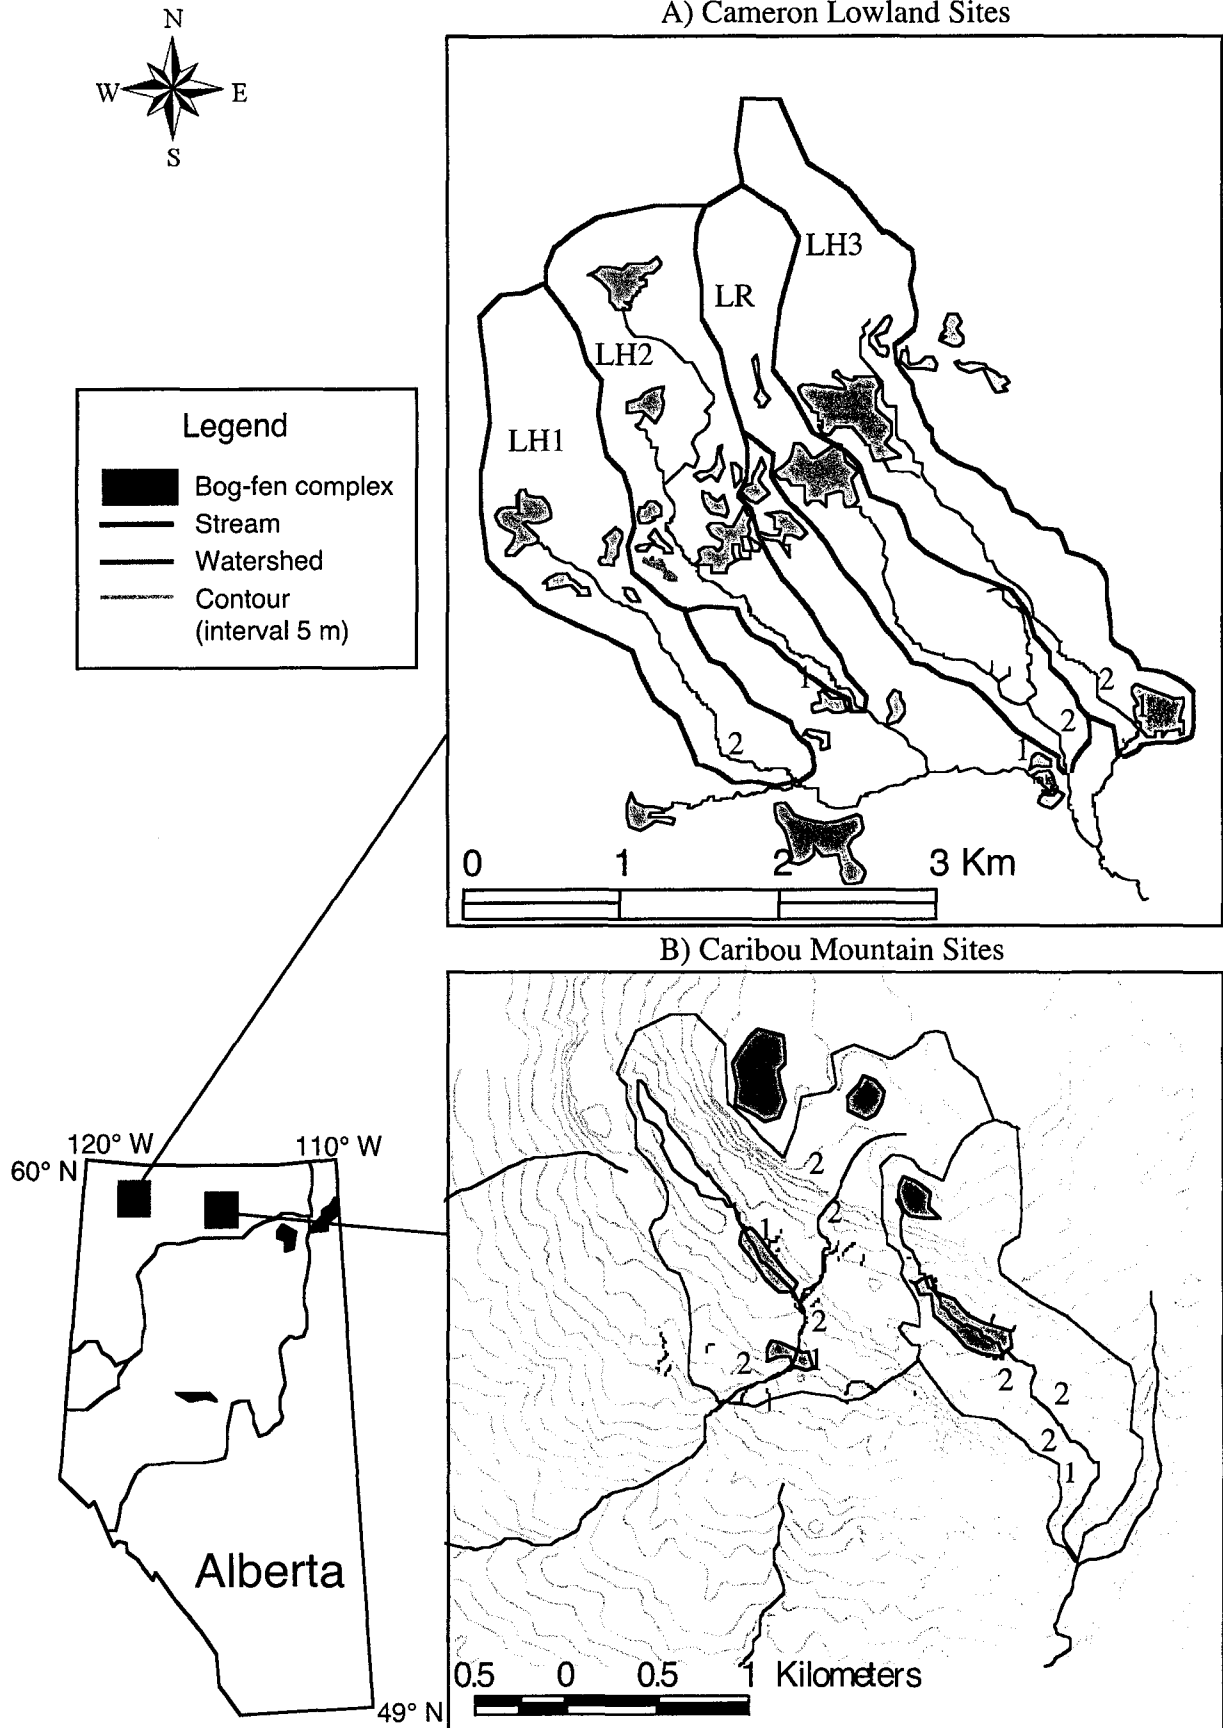 A) Cameron Lowland Sites
N
W E
S
LH3
LR
LH2
LH1
Legend
Bog-fen complex
Stream
Watershed
Contour
(interval 5 m)
1
2
2
2
1
0 1 2 3 Km
B) Caribou Mountain Sites
2
2
1
2
2
1
1
2
2
2
1
120° W 110° W
60° N
Alberta
49° N
0.5 0 0.5 1 Kilometers